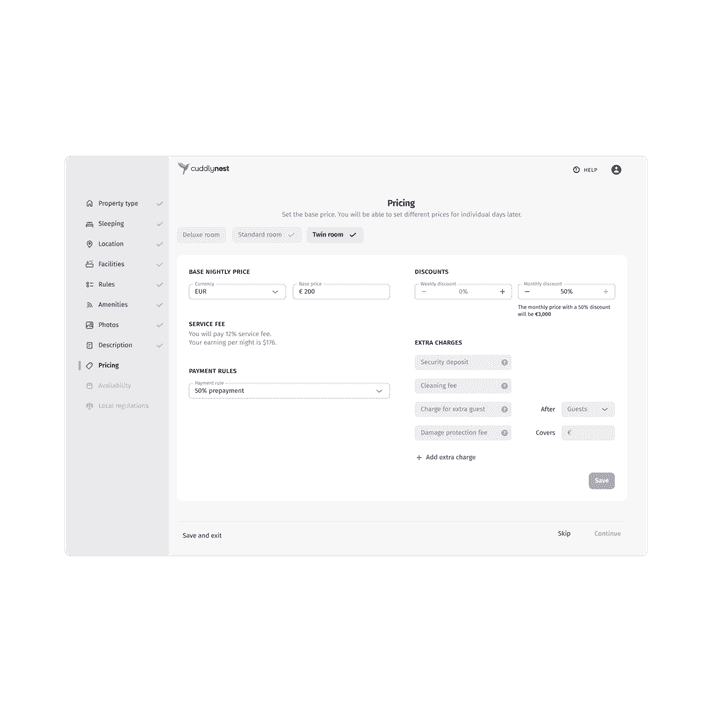 cuddlynest
HELP
Property type
Sleeping
Location
Facilities
Rules
Amenities
Photos
Description
Pricing
Availability
Local regulations
Pricing
Set the base price. You will be able to set different prices for individual days later.
Deluxe room
Standard room
Twin room
BASE NIGHTLY PRICE
Currency
EUR
Base price
€ 200
SERVICE FEE
You will pay 12% service fee.
Your earning per night is $176.
PAYMENT RULES
Payment rule
50% prepayment
DISCOUNTS
Weekly discount
− 0% +
Monthly discount
− 50% +
The monthly price with a 50% discount
will be €3,000
EXTRA CHARGES
Security deposit ?
Cleaning fee ?
Charge for extra guest ?
After
Guests
Damage protection fee ?
Covers
€
+ Add extra charge
Save
Save and exit
Skip
Continue